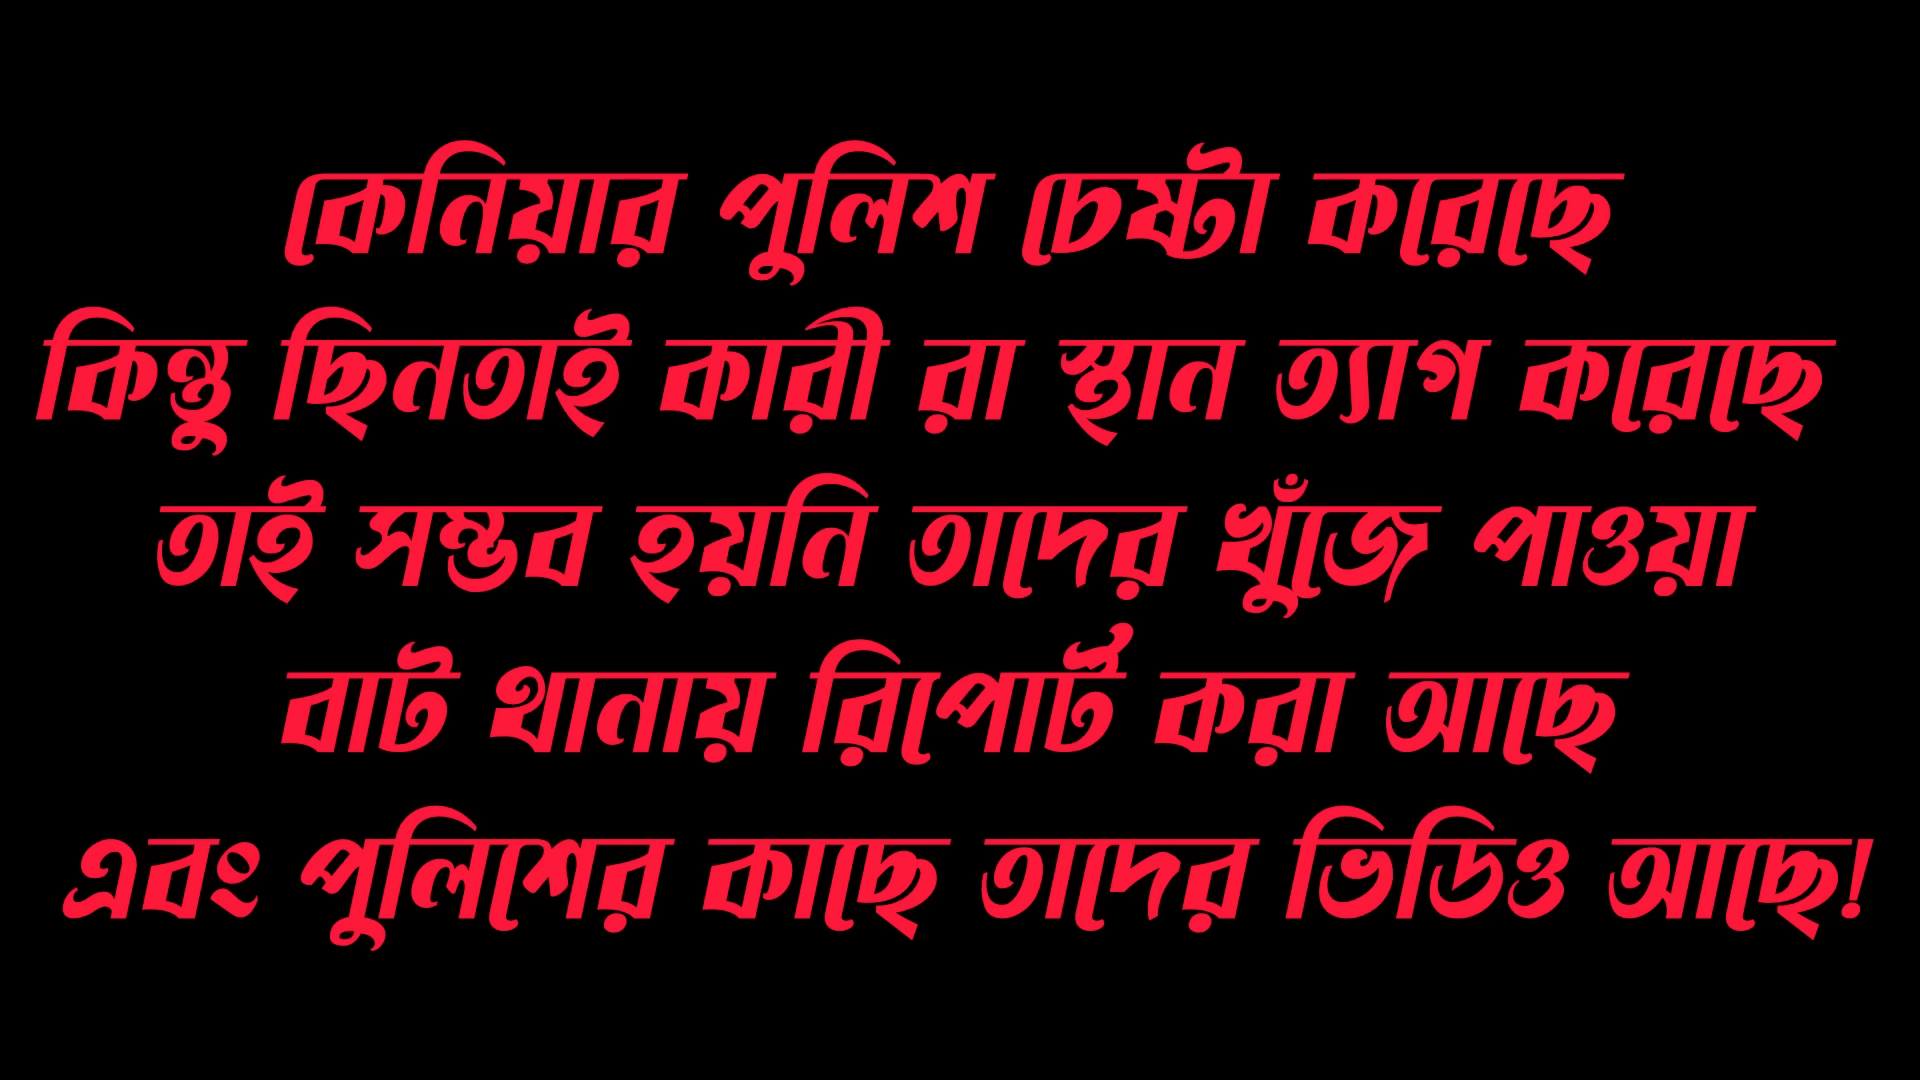 কেনিয়ার পুলিশ চেষ্টা করেছে
কিন্তু ছিনতাই কারী রা স্থান ত্যাগ করেছে
তাই সম্ভব হয়নি তাদের খুঁজে পাওয়া
বাট থানায় রিপোর্ট করা আছে
এবং পুলিশের কাছে তাদের ভিডিও আছে!